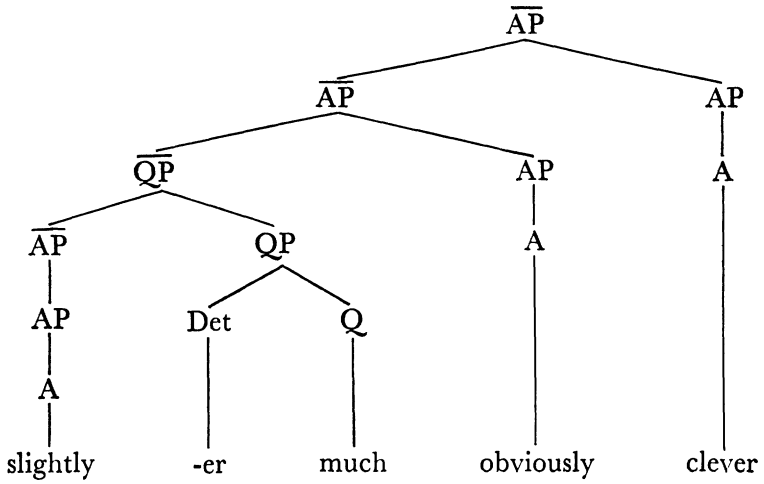 A̅P̅
A̅P̅ AP
Q̅P̅ AP A
A̅P̅ QP A
AP Det Q
A
slightly -er much obviously clever